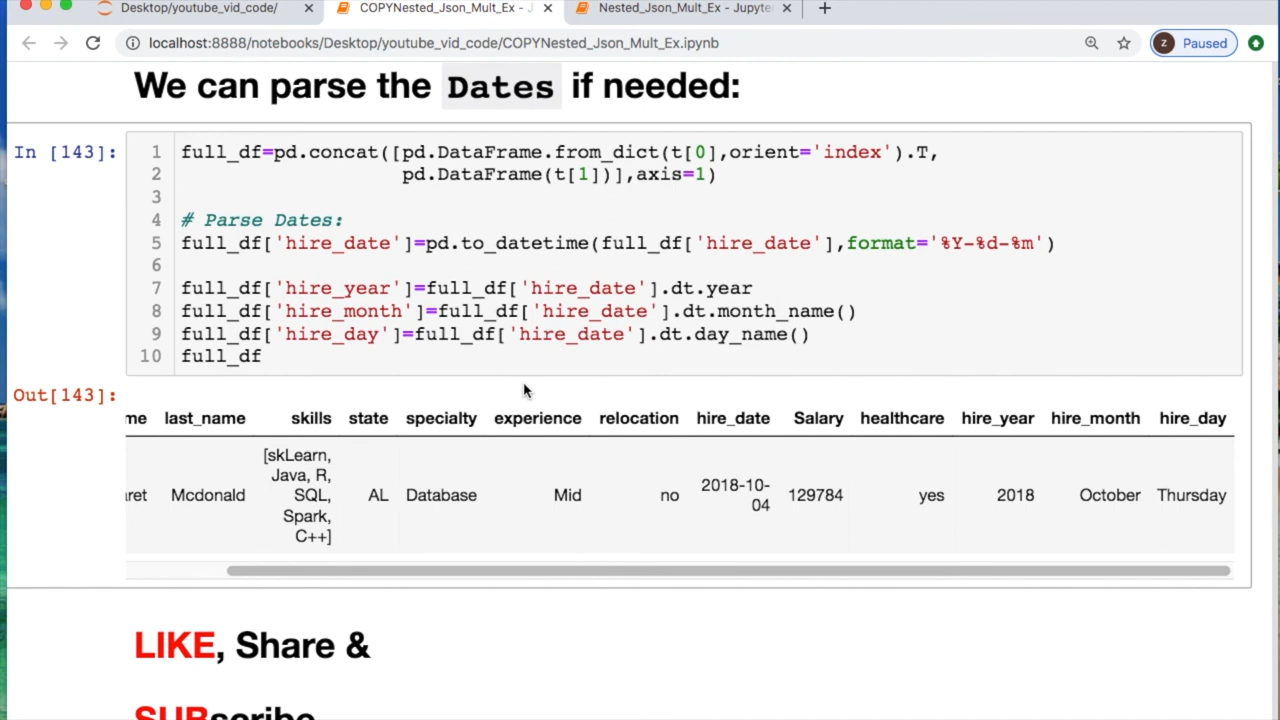 Desktop/youtube_vid_code/
COPYNested_Json_Mult_Ex - J
Nested_Json_Mult_Ex - Jupyter
localhost:8888/notebooks/Desktop/youtube_vid_code/COPYNested_Json_Mult_Ex.ipynb
Z Paused
We can parse the Dates if needed:
In [143]:
1 full_df=pd.concat([pd.DataFrame.from_dict(t[0],orient='index').T,
2 pd.DataFrame(t[1])],axis=1)
3
4 # Parse Dates:
5 full_df['hire_date']=pd.to_datetime(full_df['hire_date'],format='%Y-%d-%m')
6
7 full_df['hire_year']=full_df['hire_date'].dt.year
8 full_df['hire_month']=full_df['hire_date'].dt.month_name()
9 full_df['hire_day']=full_df['hire_date'].dt.day_name()
10 full_df
Out[143]:
me last_name skills state specialty experience relocation hire_date Salary healthcare hire_year hire_month hire_day
[skLearn,
Java, R,
SQL,
Spark,
C++]
aret Mcdonald AL Database Mid no 2018-10-
04 129784 yes 2018 October Thursday
LIKE, Share &
SUBscribe